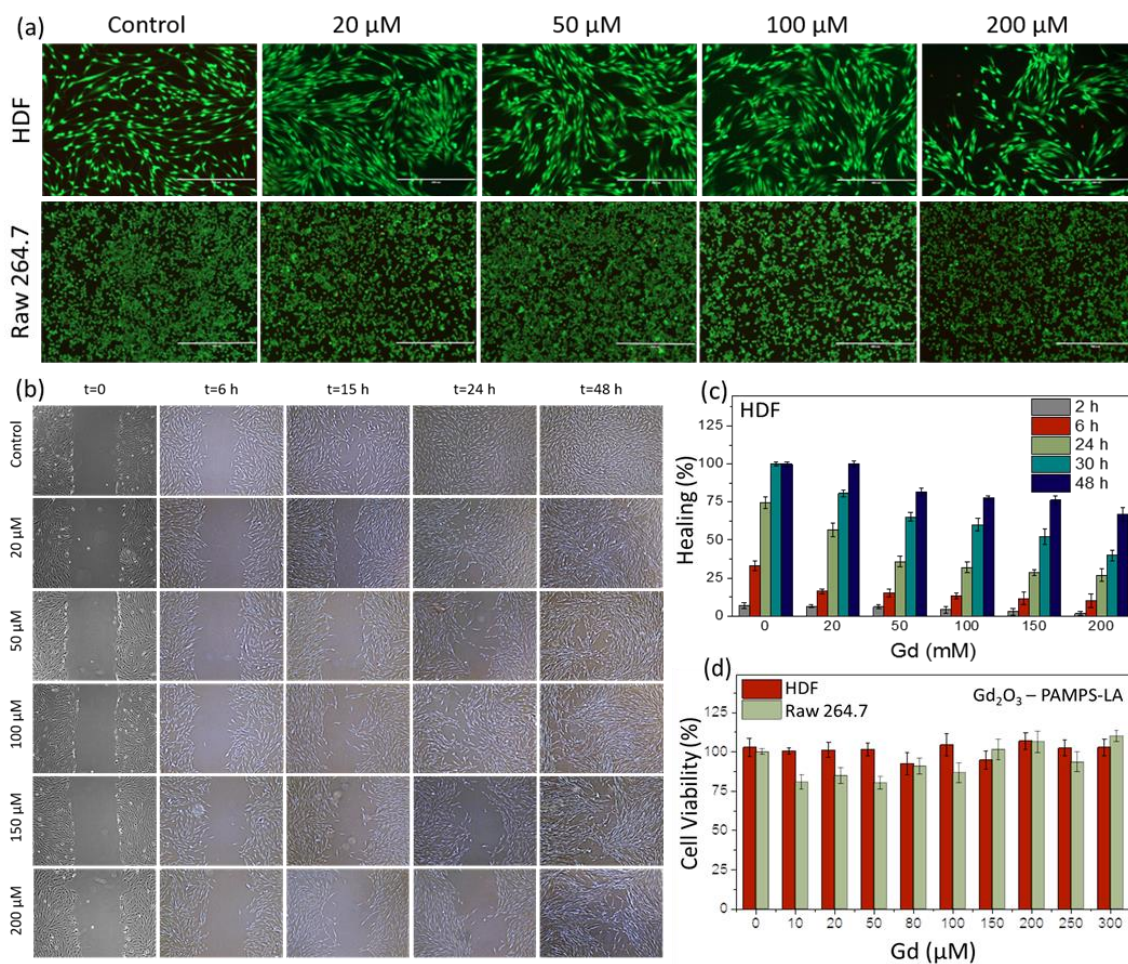 (a)
Control 20 μM 50 μM 100 μM 200 μM
HDF
Raw 264.7
(b)
t=0 t=6 h t=15 h t=24 h t=48 h
Control
20 μM
50 μM
100 μM
150 μM
200 μM
(c)
HDF
2 h
6 h
24 h
30 h
48 h
Healing (%)
125
100
75
50
25
0
0 20 50 100 150 200
Gd (mM)
(d)
HDF
Raw 264.7
Gd₂O₃ – PAMPS-LA
Cell Viability (%)
125
100
75
50
25
0
0 10 20 50 80 100 150 200 250 300
Gd (μM)